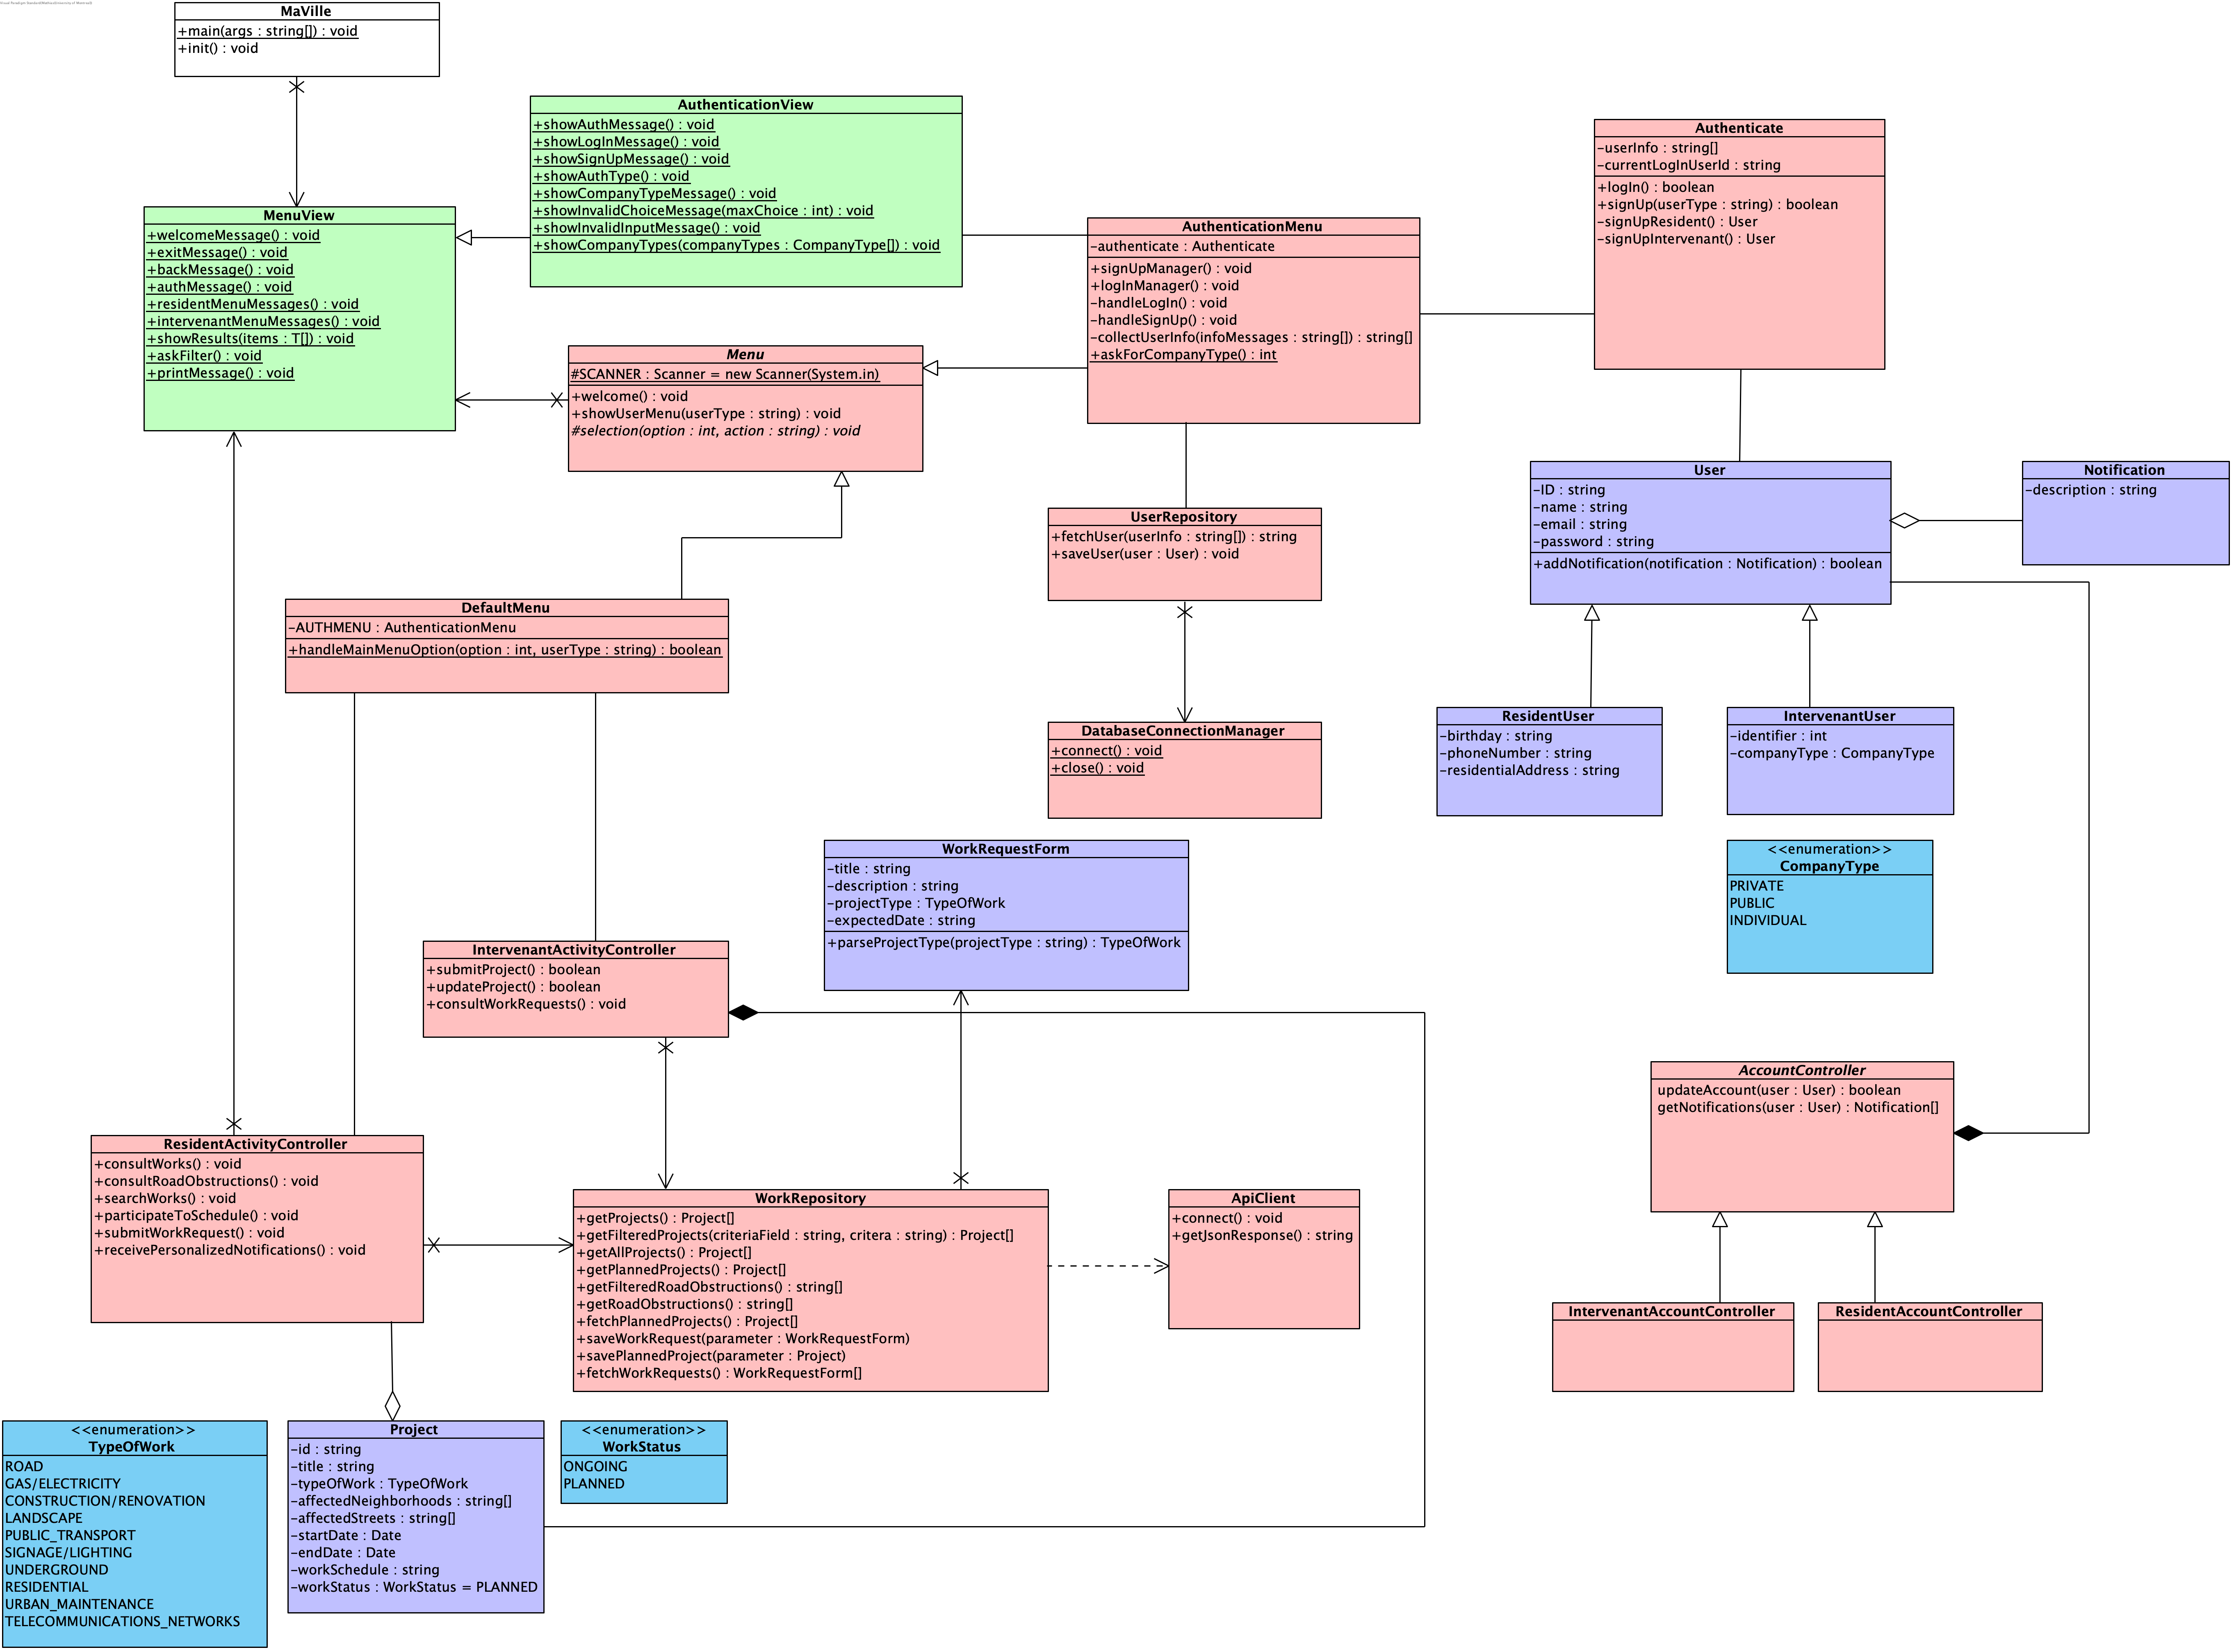 Visual Paradigm Standard(Matthieu(University of Montreal))
MaVille
+main(args : string[]) : void
+init() : void
AuthenticationView
+showAuthMessage() : void
+showLogInMessage() : void
+showSignUpMessage() : void
+showAuthType() : void
+showCompanyTypeMessage() : void
+showInvalidChoiceMessage(maxChoice : int) : void
+showInvalidInputMessage() : void
+showCompanyTypes(companyTypes : CompanyType[]) : void
Authenticate
-userInfo : string[]
-currentLogInUserId : string
+logIn() : boolean
+signUp(userType : string) : boolean
-signUpResident() : User
-signUpIntervenant() : User
MenuView
+welcomeMessage() : void
+exitMessage() : void
+backMessage() : void
+authMessage() : void
+residentMenuMessages() : void
+intervenantMenuMessages() : void
+showResults(items : T[]) : void
+askFilter() : void
+printMessage() : void
AuthenticationMenu
-authenticate : Authenticate
+signUpManager() : void
+logInManager() : void
-handleLogIn() : void
-handleSignUp() : void
-collectUserInfo(infoMessages : string[]) : string[]
+askForCompanyType() : int
Menu
#SCANNER : Scanner = new Scanner(System.in)
+welcome() : void
+showUserMenu(userType : string) : void
#selection(option : int, action : string) : void
User
-ID : string
-name : string
-email : string
-password : string
+addNotification(notification : Notification) : boolean
Notification
-description : string
UserRepository
+fetchUser(userInfo : string[]) : string
+saveUser(user : User) : void
DefaultMenu
-AUTHMENU : AuthenticationMenu
+handleMainMenuOption(option : int, userType : string) : boolean
DatabaseConnectionManager
+connect() : void
+close() : void
ResidentUser
-birthday : string
-phoneNumber : string
-residentialAddress : string
IntervenantUser
-identifier : int
-companyType : CompanyType
WorkRequestForm
-title : string
-description : string
-projectType : TypeOfWork
-expectedDate : string
+parseProjectType(projectType : string) : TypeOfWork
<<enumeration>>
CompanyType
PRIVATE
PUBLIC
INDIVIDUAL
IntervenantActivityController
+submitProject() : boolean
+updateProject() : boolean
+consultWorkRequests() : void
AccountController
updateAccount(user : User) : boolean
getNotifications(user : User) : Notification[]
ResidentActivityController
+consultWorks() : void
+consultRoadObstructions() : void
+searchWorks() : void
+participateToSchedule() : void
+submitWorkRequest() : void
+receivePersonalizedNotifications() : void
WorkRepository
+getProjects() : Project[]
+getFilteredProjects(criteriaField : string, critera : string) : Project[]
+getAllProjects() : Project[]
+getPlannedProjects() : Project[]
+getFilteredRoadObstructions() : string[]
+getRoadObstructions() : string[]
+fetchPlannedProjects() : Project[]
+saveWorkRequest(parameter : WorkRequestForm)
+savePlannedProject(parameter : Project)
+fetchWorkRequests() : WorkRequestForm[]
ApiClient
+connect() : void
+getJsonResponse() : string
IntervenantAccountController
ResidentAccountController
<<enumeration>>
TypeOfWork
ROAD
GAS/ELECTRICITY
CONSTRUCTION/RENOVATION
LANDSCAPE
PUBLIC_TRANSPORT
SIGNAGE/LIGHTING
UNDERGROUND
RESIDENTIAL
URBAN_MAINTENANCE
TELECOMMUNICATIONS_NETWORKS
Project
-id : string
-title : string
-typeOfWork : TypeOfWork
-affectedNeighborhoods : string[]
-affectedStreets : string[]
-startDate : Date
-endDate : Date
-workSchedule : string
-workStatus : WorkStatus = PLANNED
<<enumeration>>
WorkStatus
ONGOING
PLANNED